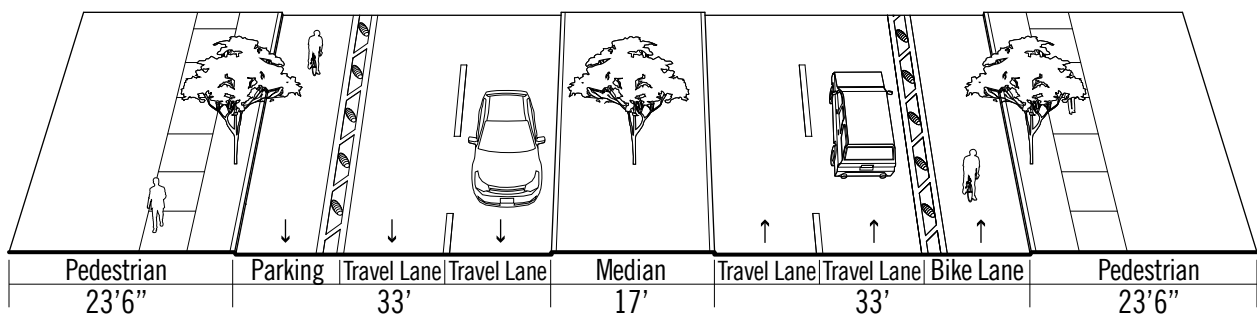 Pedestrian Parking Travel Lane Travel Lane Median Travel Lane Travel Lane Bike Lane Pedestrian
23'6" 33' 17' 33' 23'6"